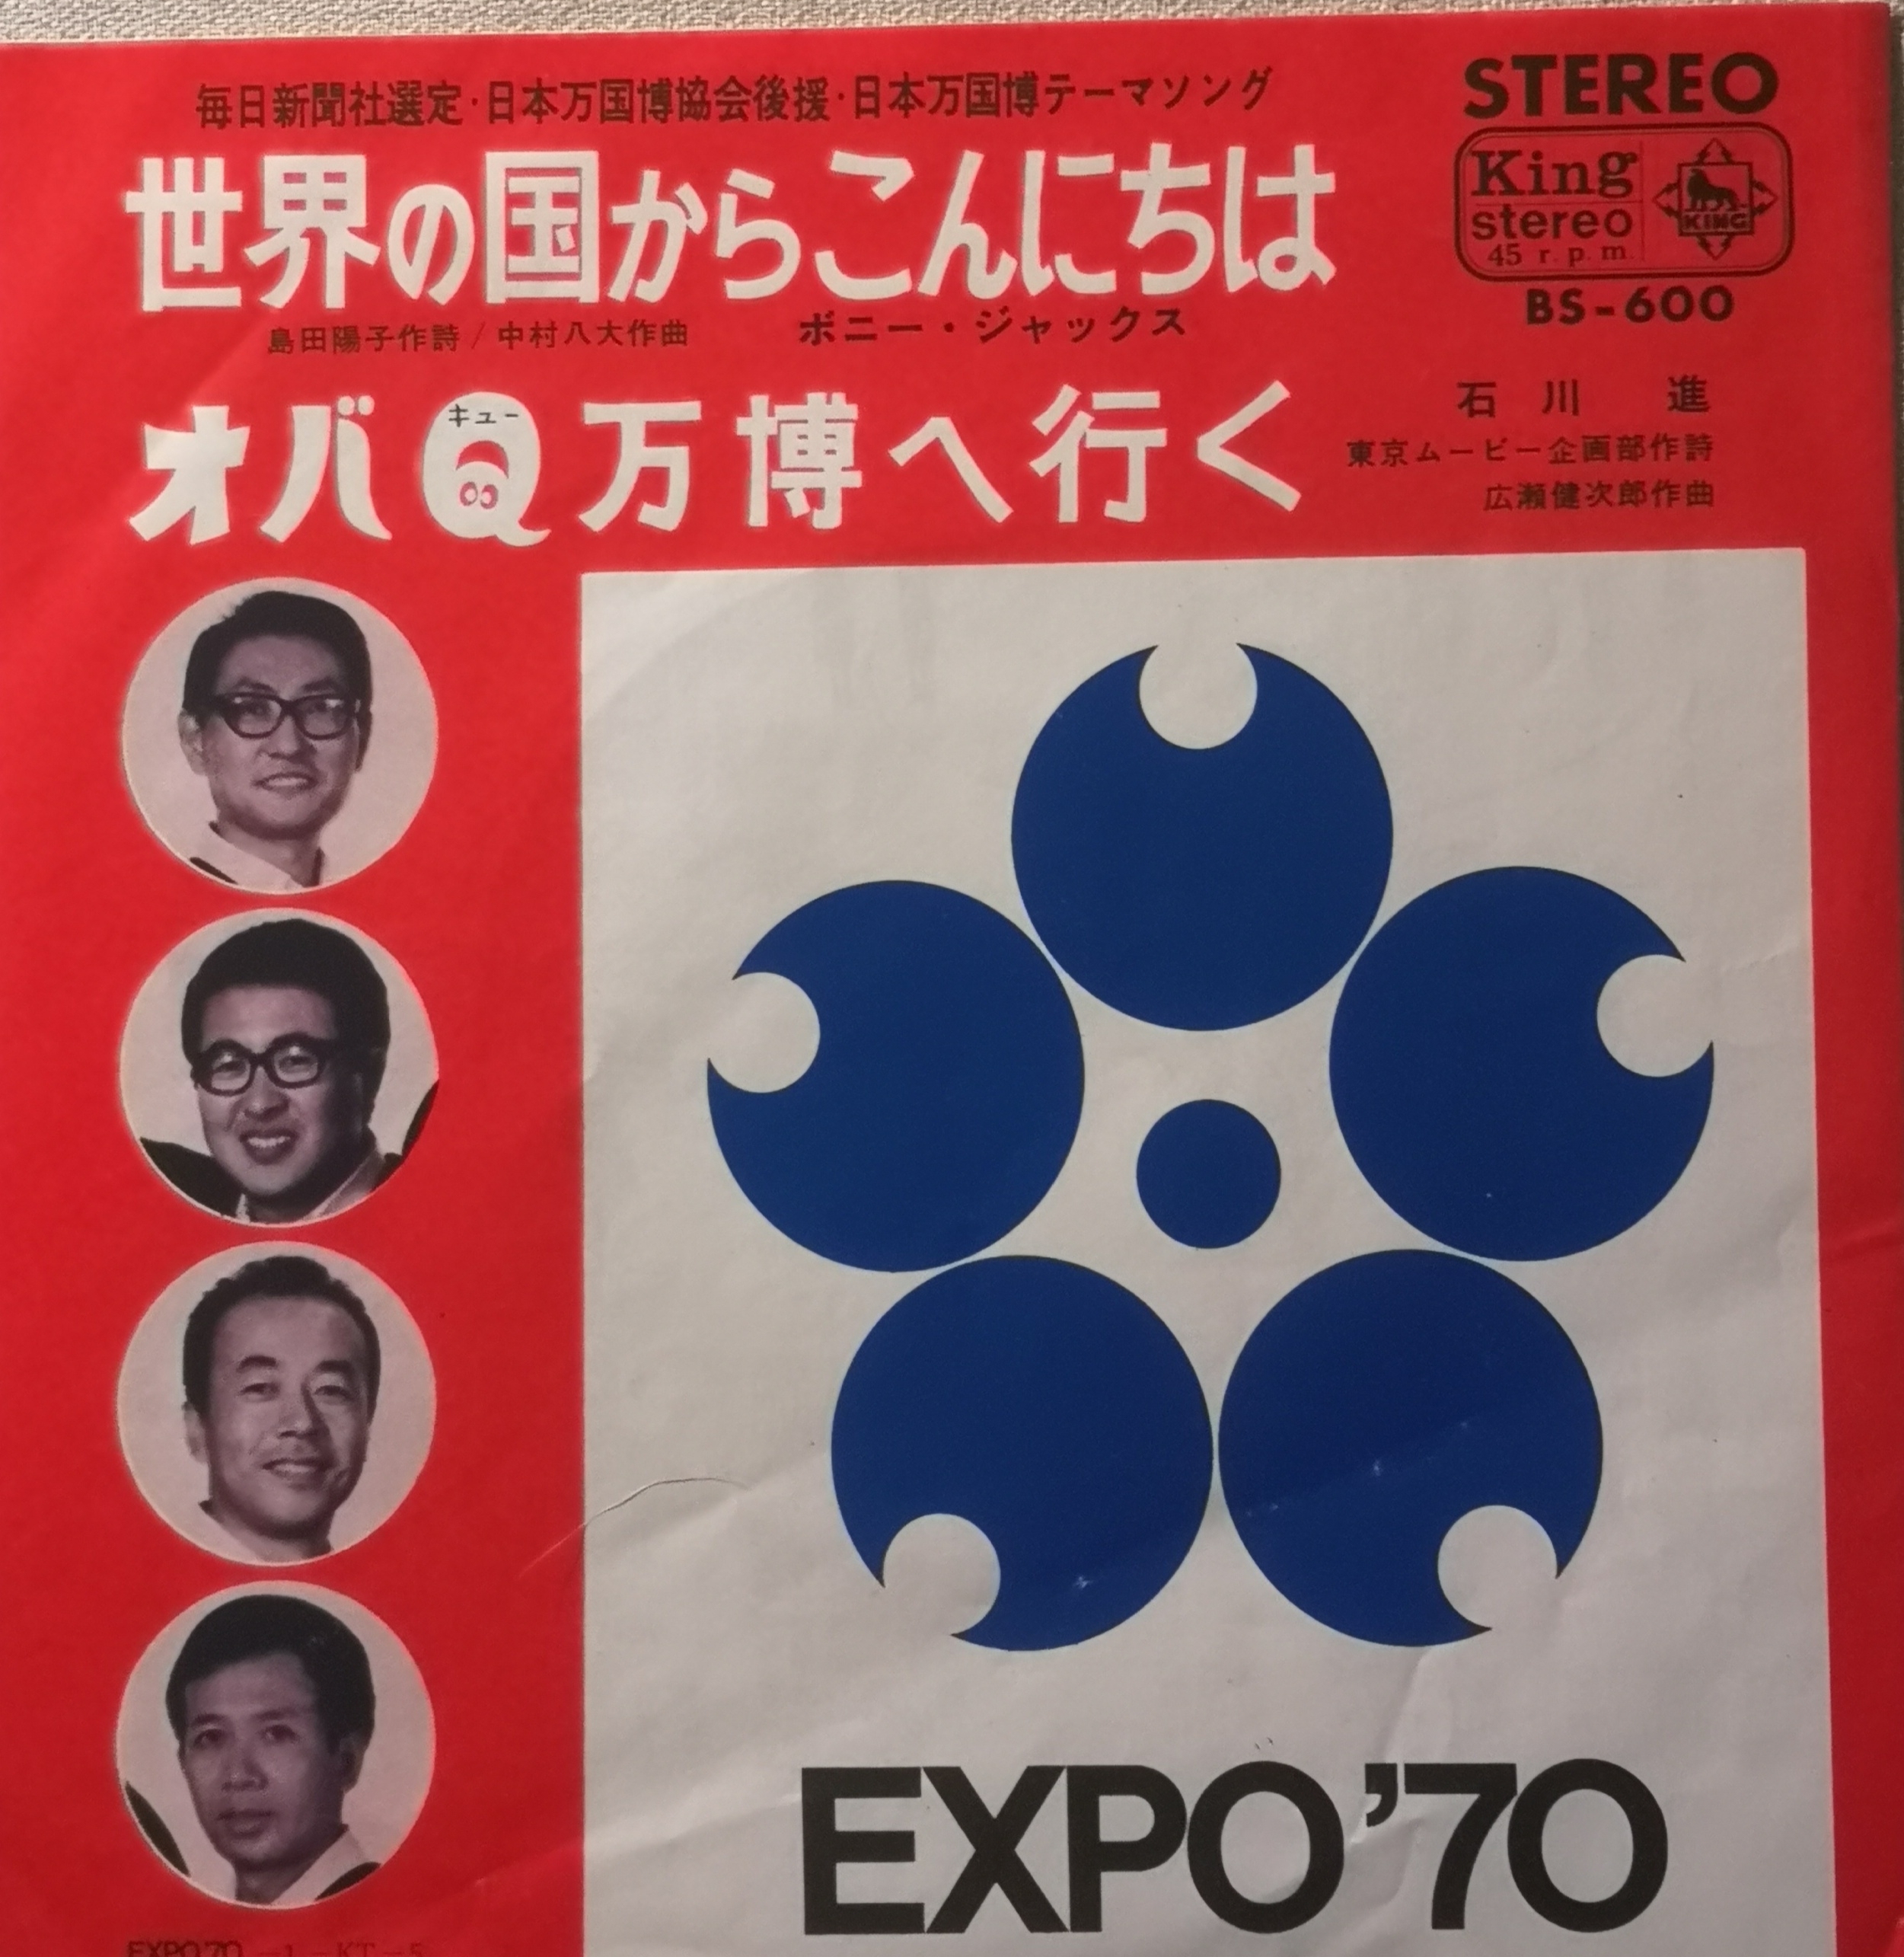 毎日新聞社選定・日本万国博協会後援・日本万国博テーマソング
世界の国からこんにちは
島田陽子作詩/中村八大作曲 ボニー・ジャックス
STEREO
King
stereo
45 r.p.m.
KING
BS-600
キュー
オバQ万博へ行く
石川 進
東京ムービー企画部作詩
広瀬健次郎作曲
EXPO'70
EXPO'70 -1-KT-5